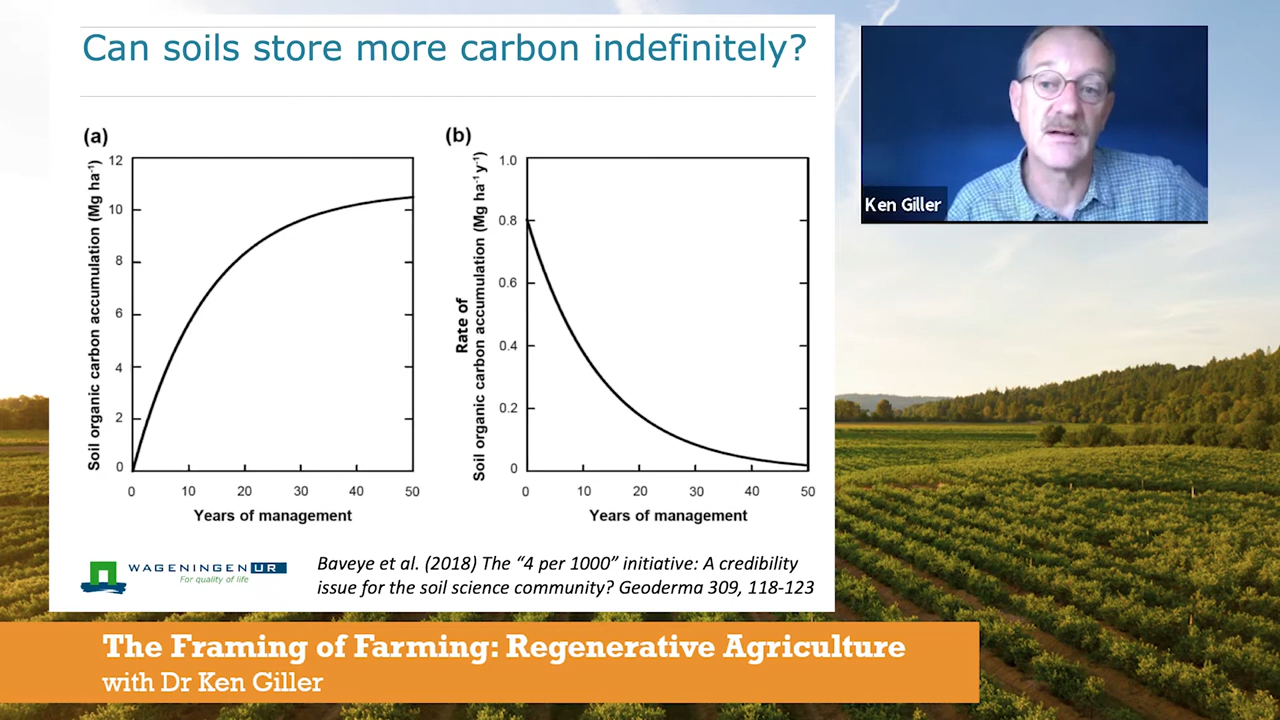 Can soils store more carbon indefinitely?
(a)
Soil organic carbon accumulation (Mg ha⁻¹)
12
10
8
6
4
2
0
0 10 20 30 40 50
Years of management
(b)
Rate of
Soil organic carbon accumulation (Mg ha⁻¹ y⁻¹)
1.0
0.8
0.6
0.4
0.2
0
0 10 20 30 40 50
Years of management
WAGENINGEN UR
For quality of life
Baveye et al. (2018) The “4 per 1000” initiative: A credibility
issue for the soil science community? Geoderma 309, 118-123
Ken Giller
The Framing of Farming: Regenerative Agriculture
with Dr Ken Giller